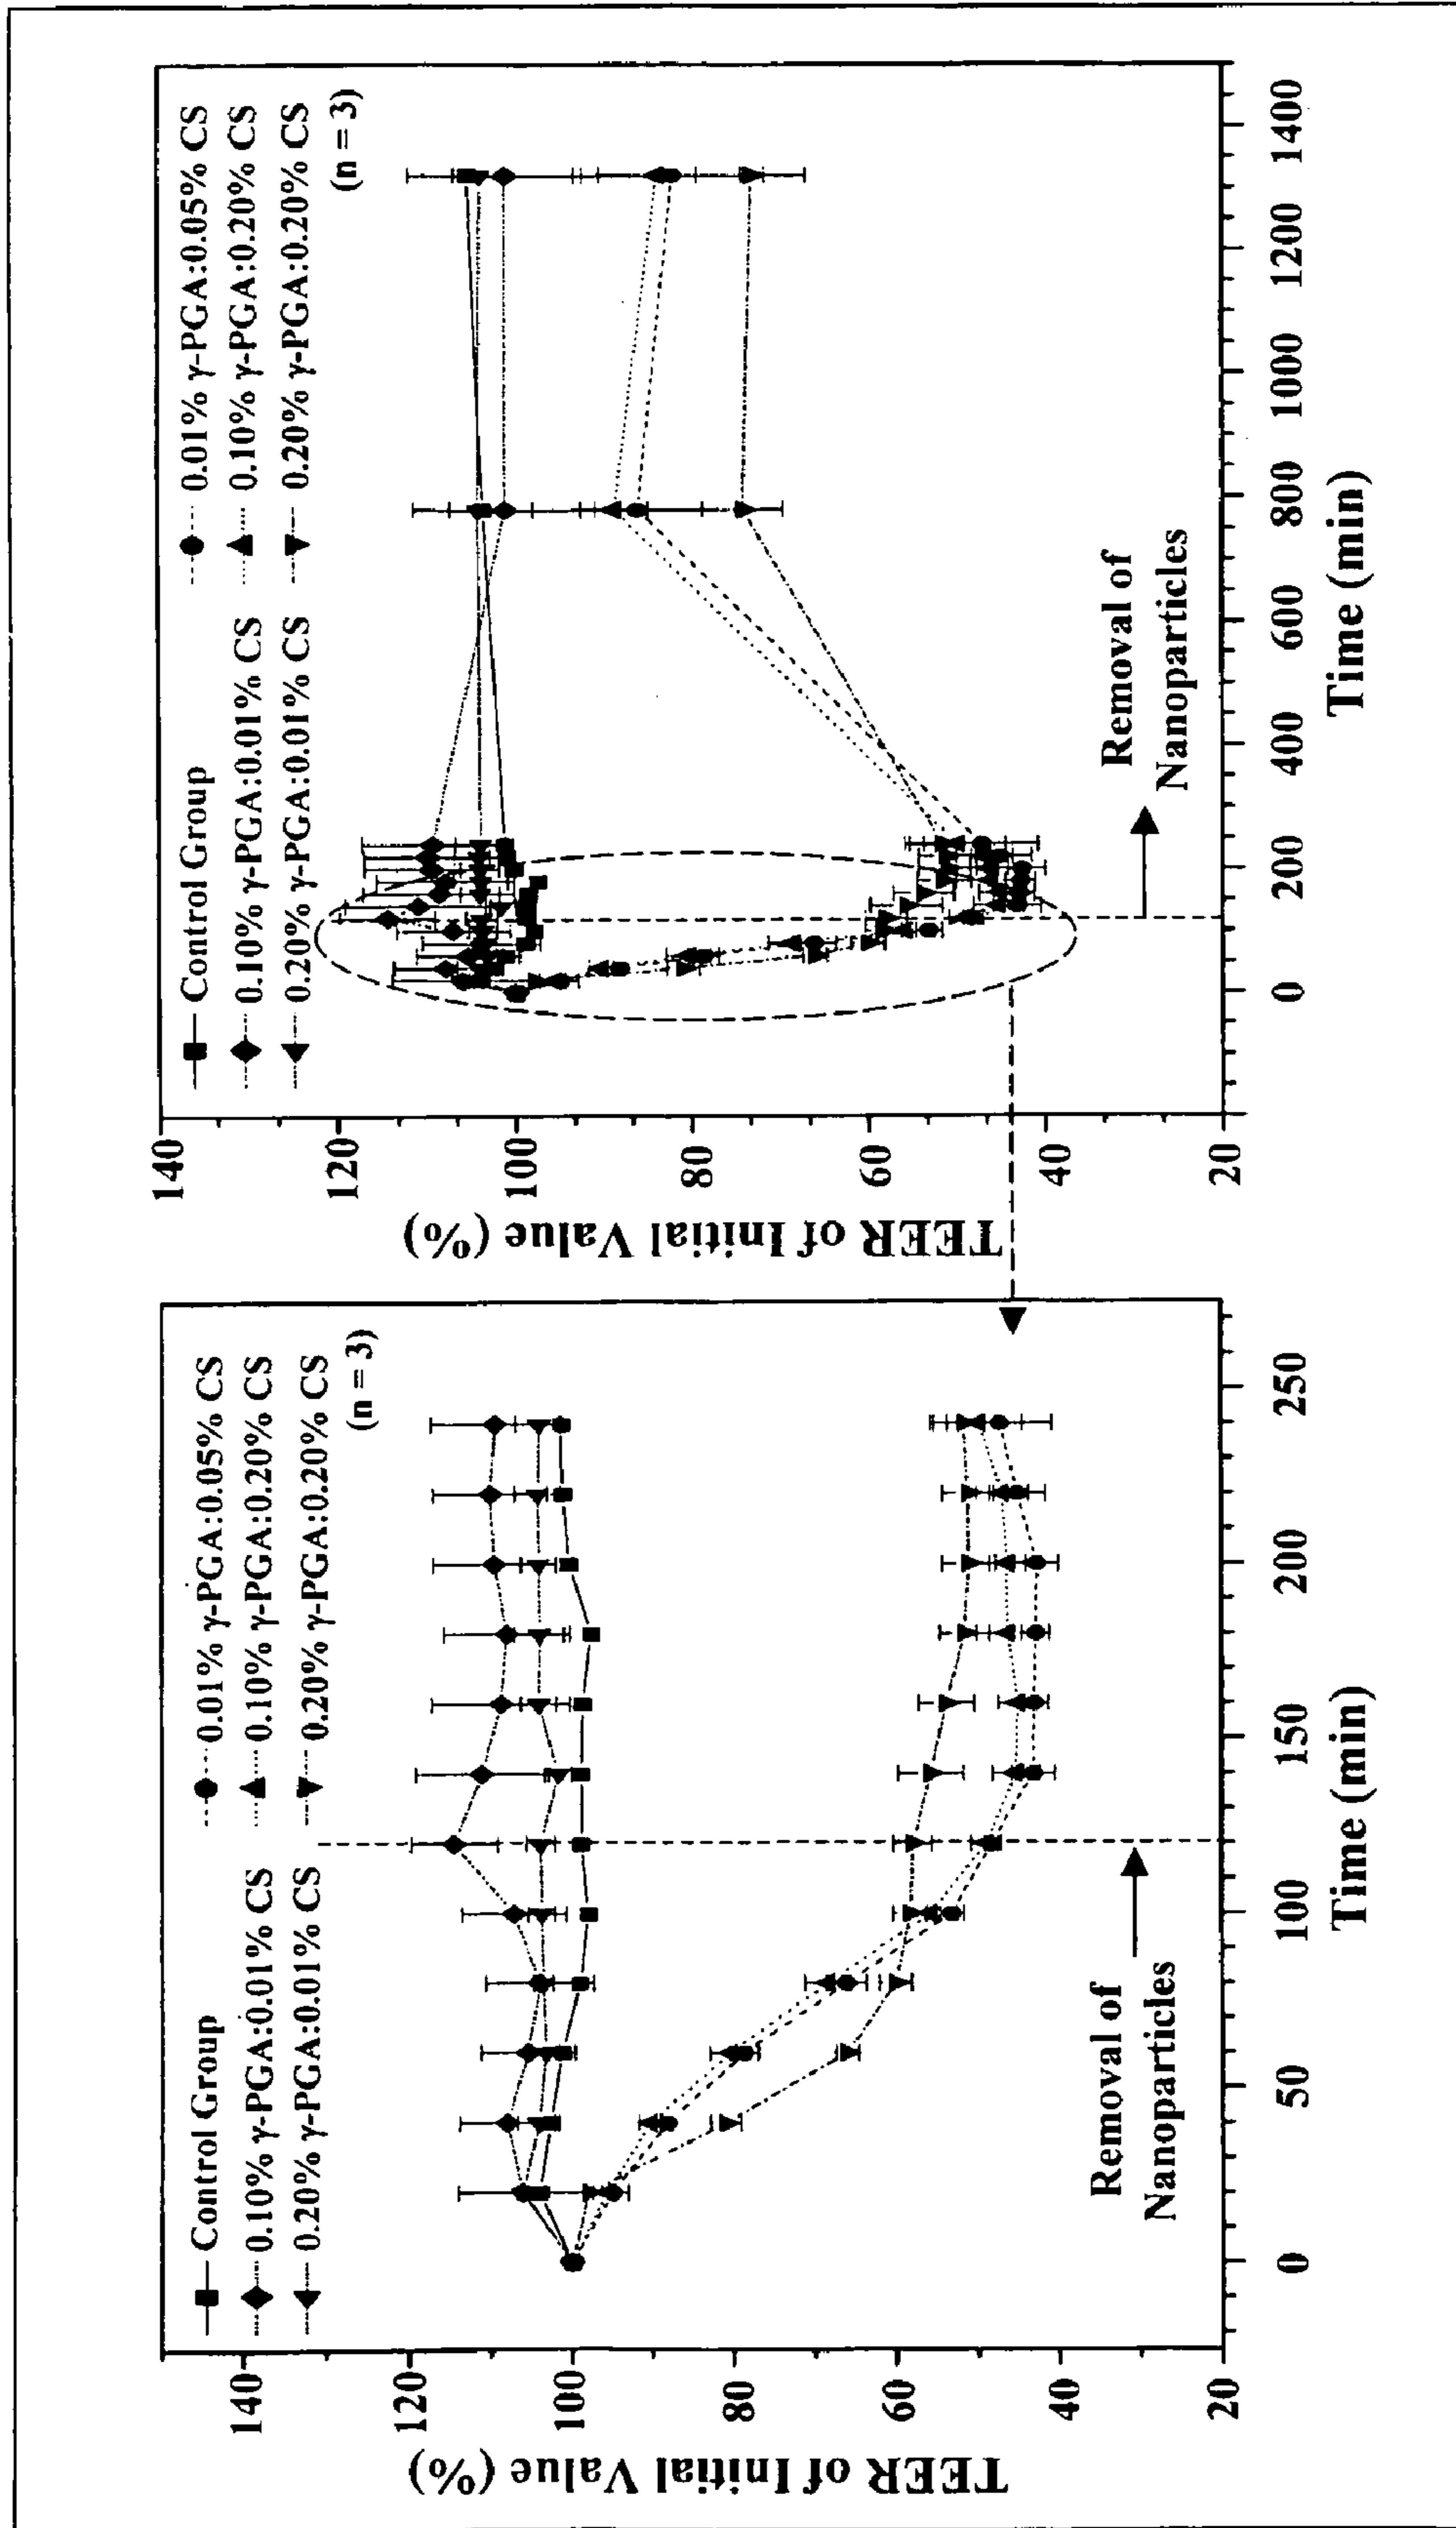 Control Group
0.01% γ-PGA:0.05% CS
0.10% γ-PGA:0.01% CS
0.10% γ-PGA:0.20% CS
0.20% γ-PGA:0.01% CS
0.20% γ-PGA:0.20% CS
(n = 3)
TEER of Initial Value (%)
140
120
100
80
60
40
20
Removal of
Nanoparticles
0
50
100
150
200
250
Time (min)
Control Group
0.01% γ-PGA:0.05% CS
0.10% γ-PGA:0.01% CS
0.10% γ-PGA:0.20% CS
0.20% γ-PGA:0.01% CS
0.20% γ-PGA:0.20% CS
(n = 3)
TEER of Initial Value (%)
140
120
100
80
60
40
20
Removal of
Nanoparticles
0
200
400
600
800
1000
1200
1400
Time (min)